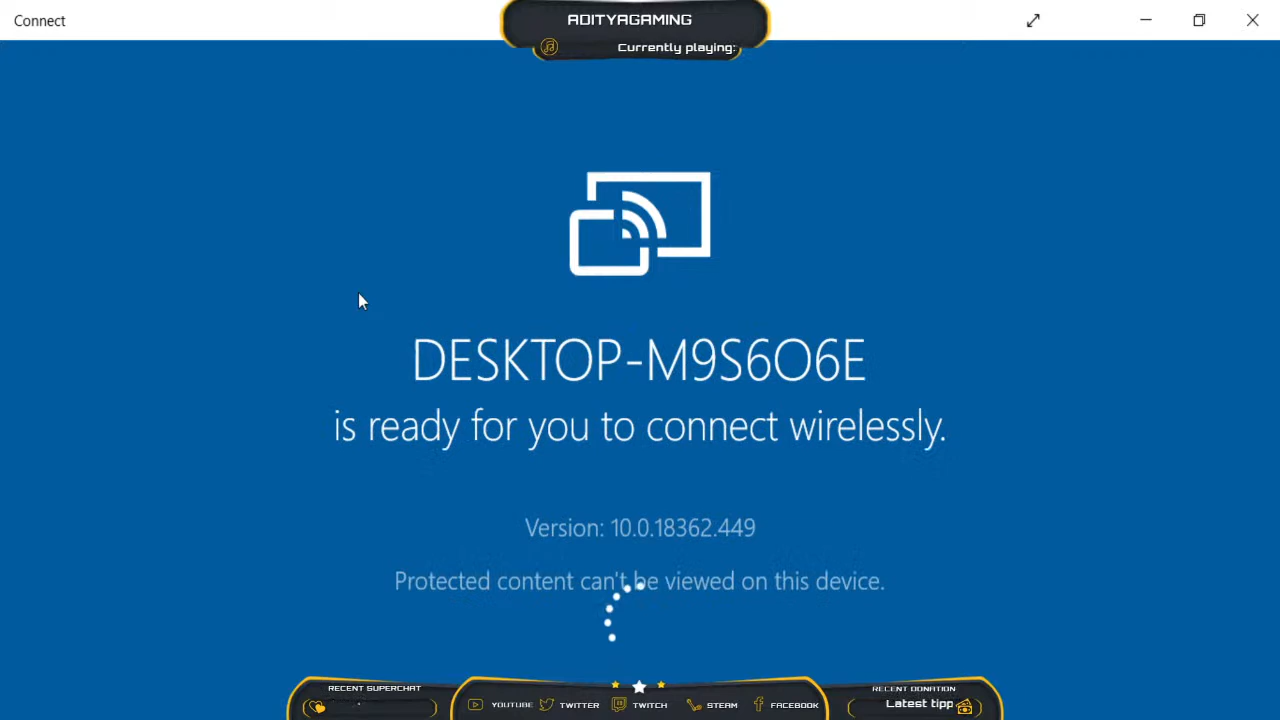 Connect
ADITYAGAMING
Currently playing:
DESKTOP-M9S6O6E
is ready for you to connect wirelessly.
Version: 10.0.18362.449
Protected content can't be viewed on this device.
RECENT SUPERCHAT
YOUTUBE TWITTER TWITCH STEAM FACEBOOK
RECENT DONATION
Latest tipp